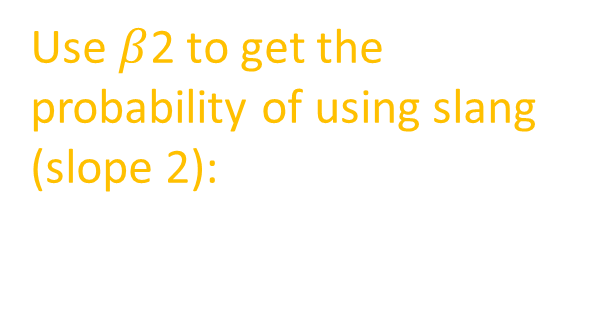 Use 𝛽2 to get the
probability of using slang
(slope 2):